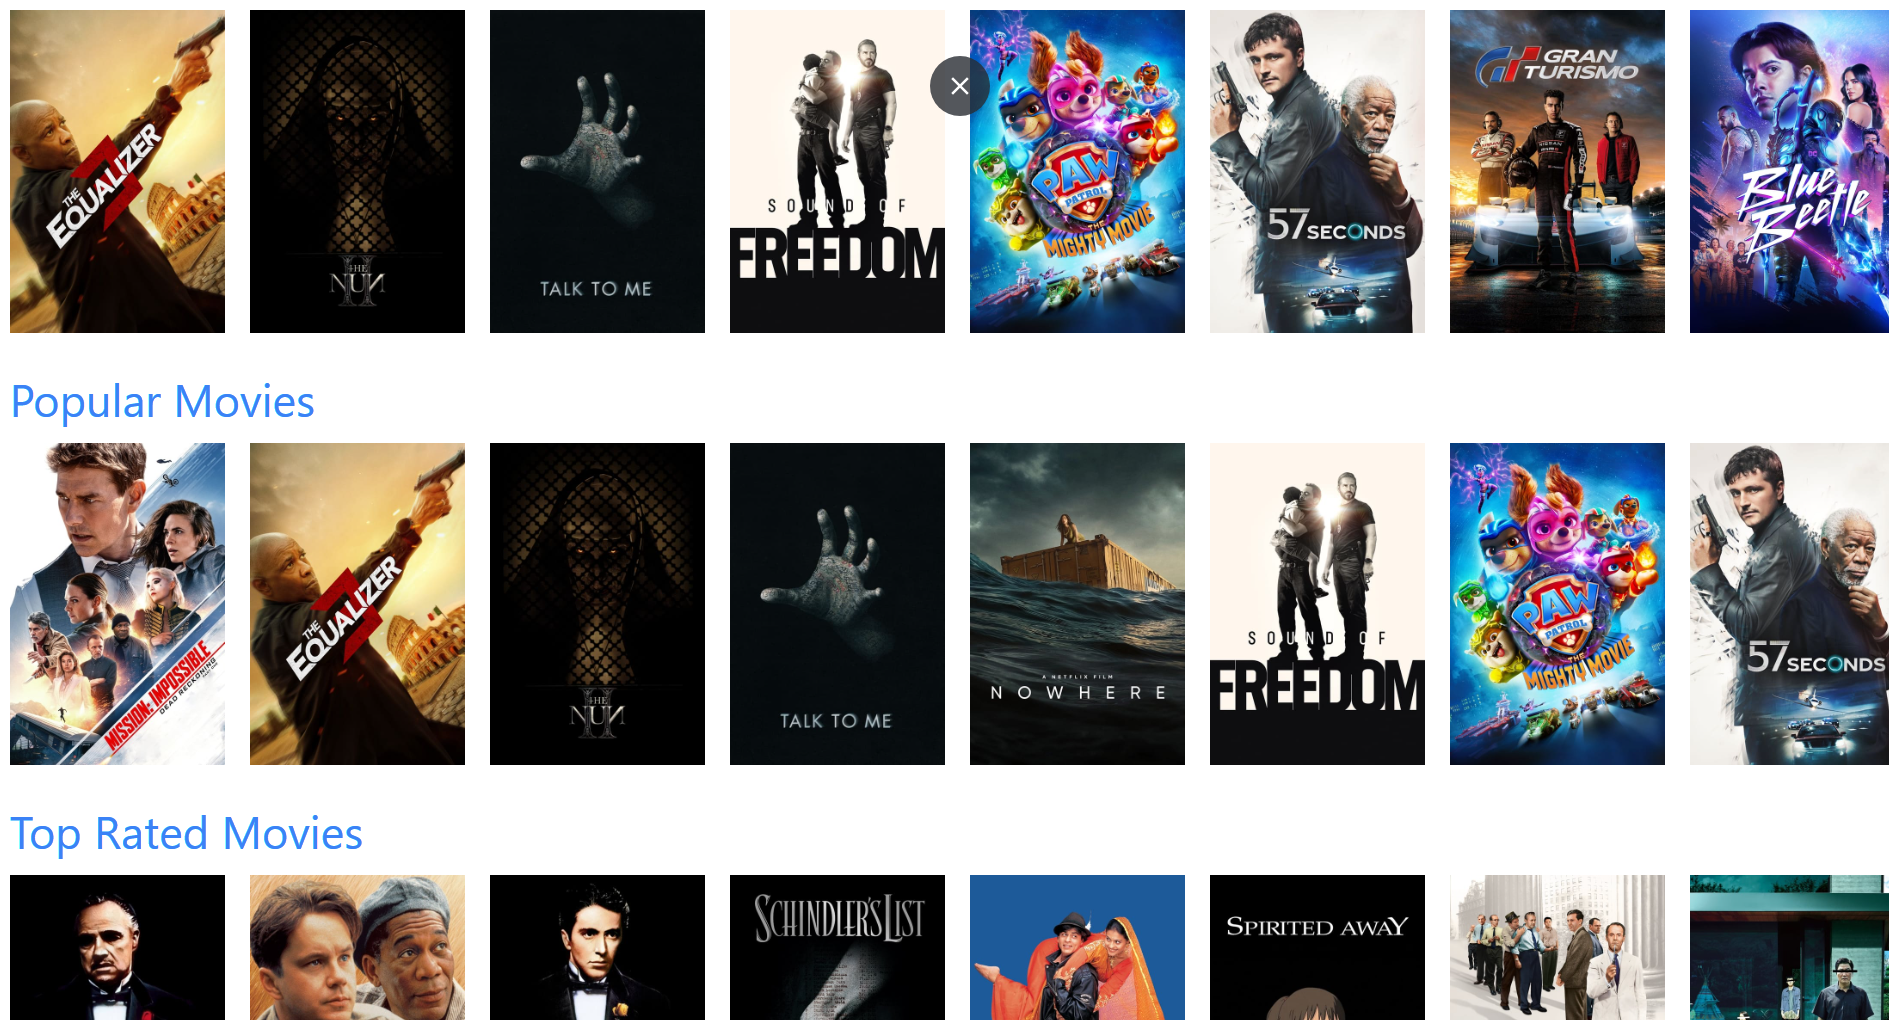 THE
EQUALIZER
3
THE
NUN
II
TALK TO ME
SOUND OF
FREEDOM
PAW
PATROL
THE
MIGHTY MOVIE
57 SECONDS
GRAN
TURISMO
Blue
Beetle
Popular Movies
MISSION: IMPOSSIBLE
DEAD RECKONING
THE
EQUALIZER
3
THE
NUN
II
TALK TO ME
A NETFLIX FILM
NOWHERE
SOUND OF
FREEDOM
PAW
PATROL
THE
MIGHTY MOVIE
57 SECONDS
Top Rated Movies
SCHINDLER'S LIST
SPIRITED AWAY